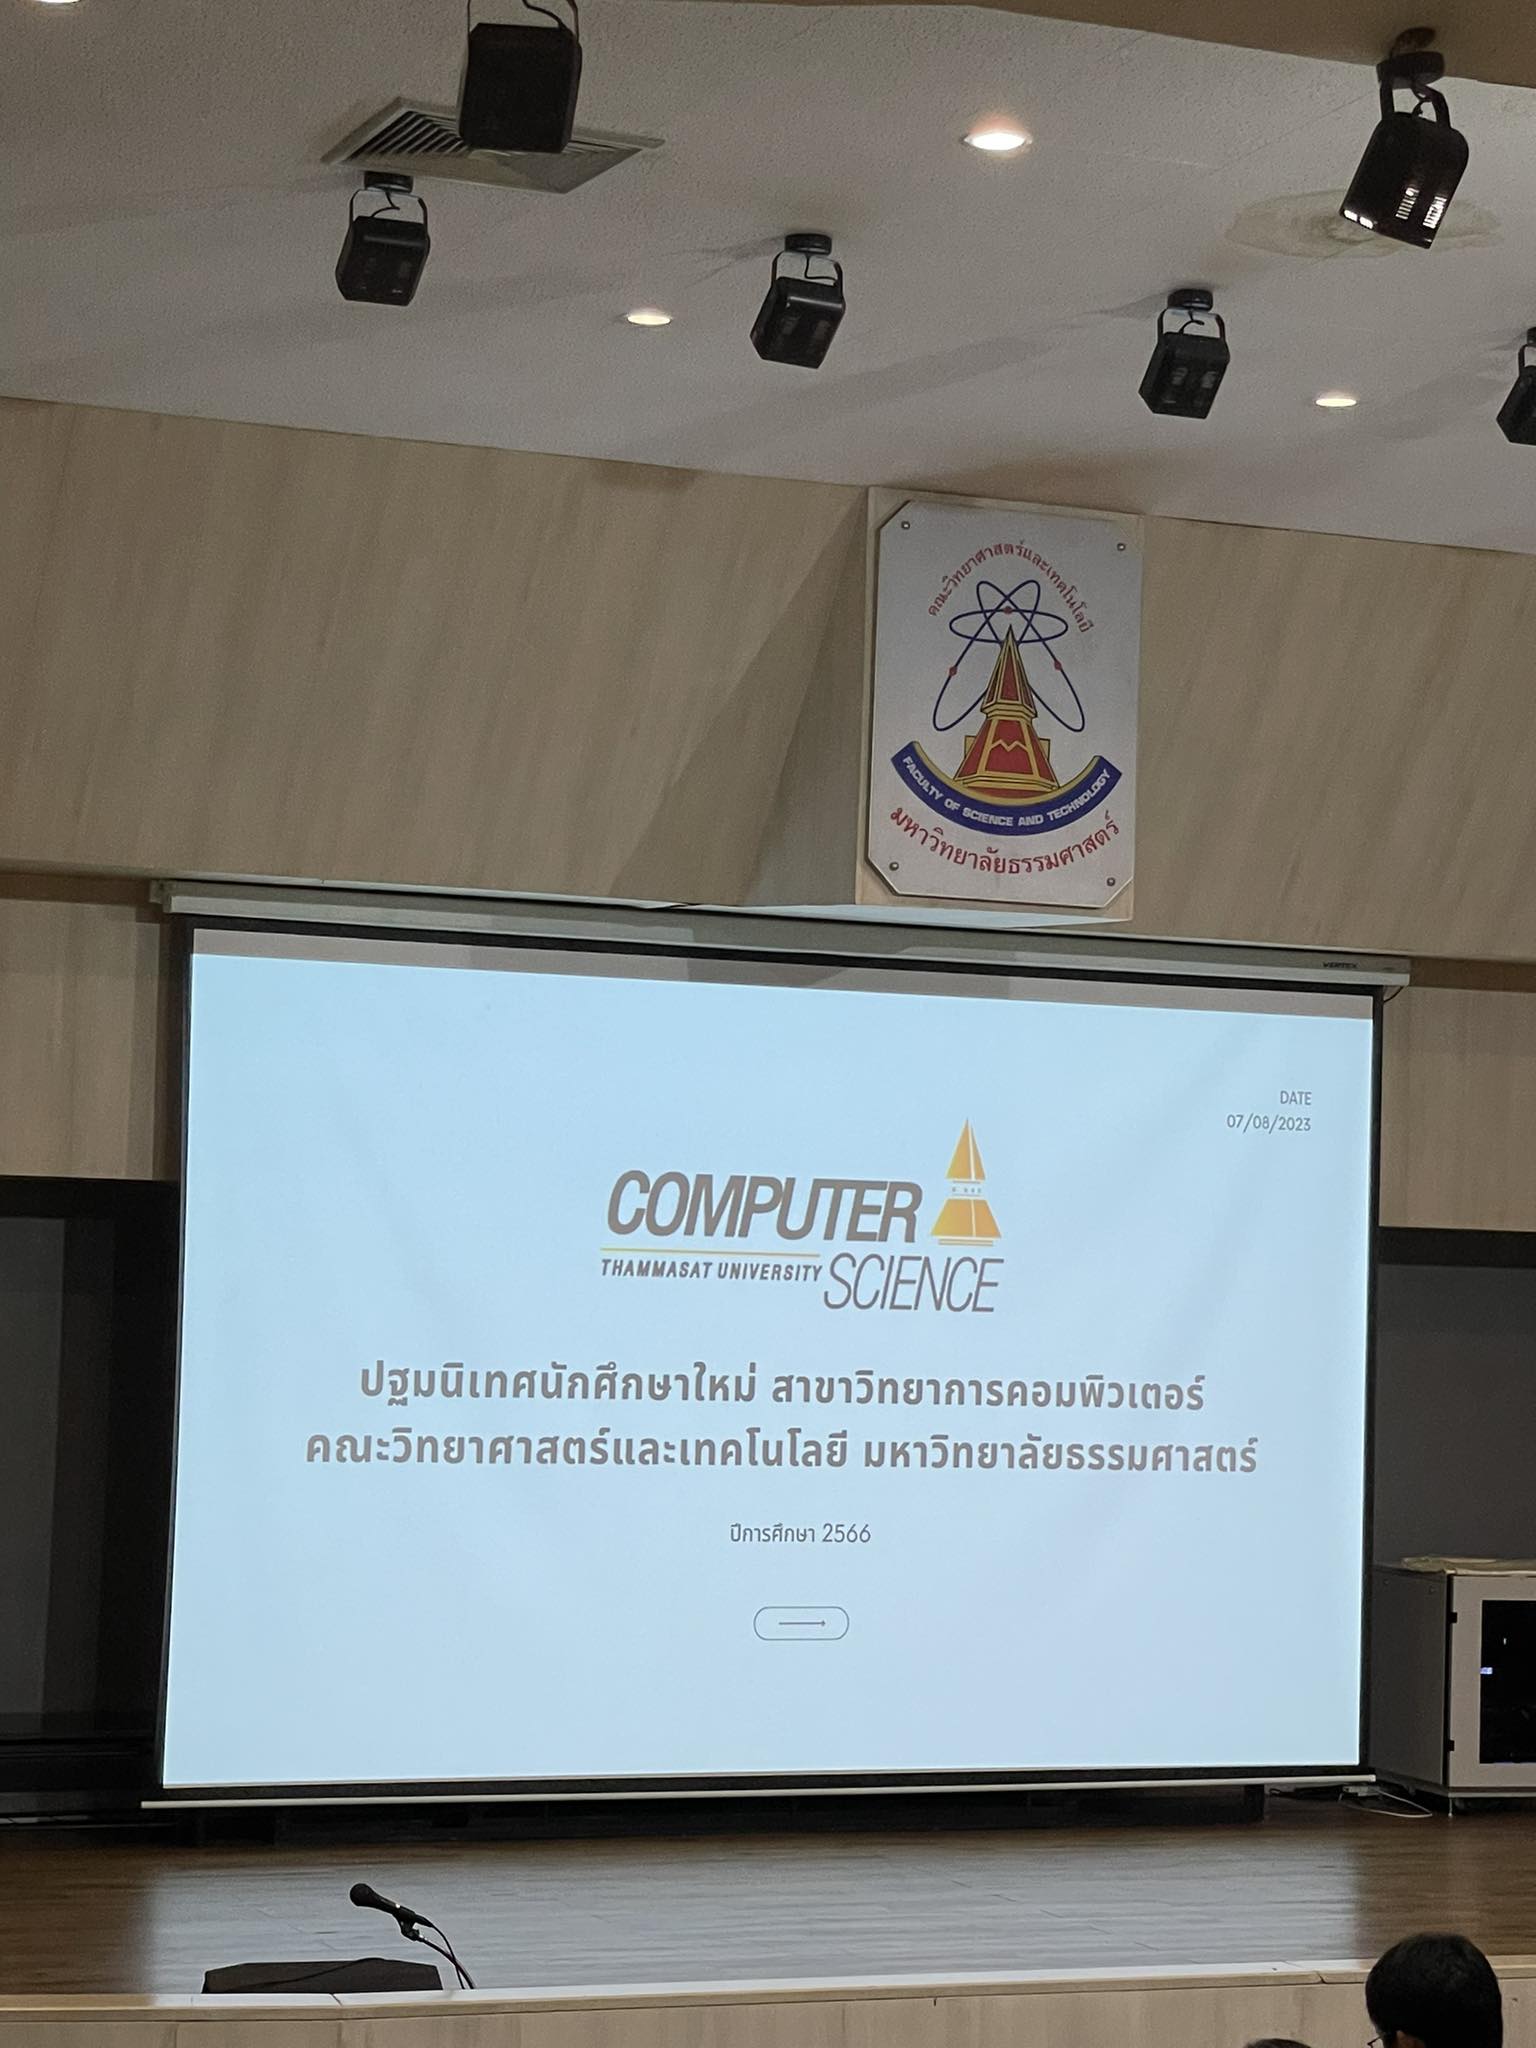 คณะวิทยาศาสตร์และเทคโนโลยี
FACULTY OF SCIENCE AND TECHNOLOGY
มหาวิทยาลัยธรรมศาสตร์
VERTEX
DATE
07/08/2023
COMPUTER
THAMMASAT UNIVERSITY SCIENCE
ปฐมนิเทศนักศึกษาใหม่ สาขาวิทยาการคอมพิวเตอร์
คณะวิทยาศาสตร์และเทคโนโลยี มหาวิทยาลัยธรรมศาสตร์
ปีการศึกษา 2566